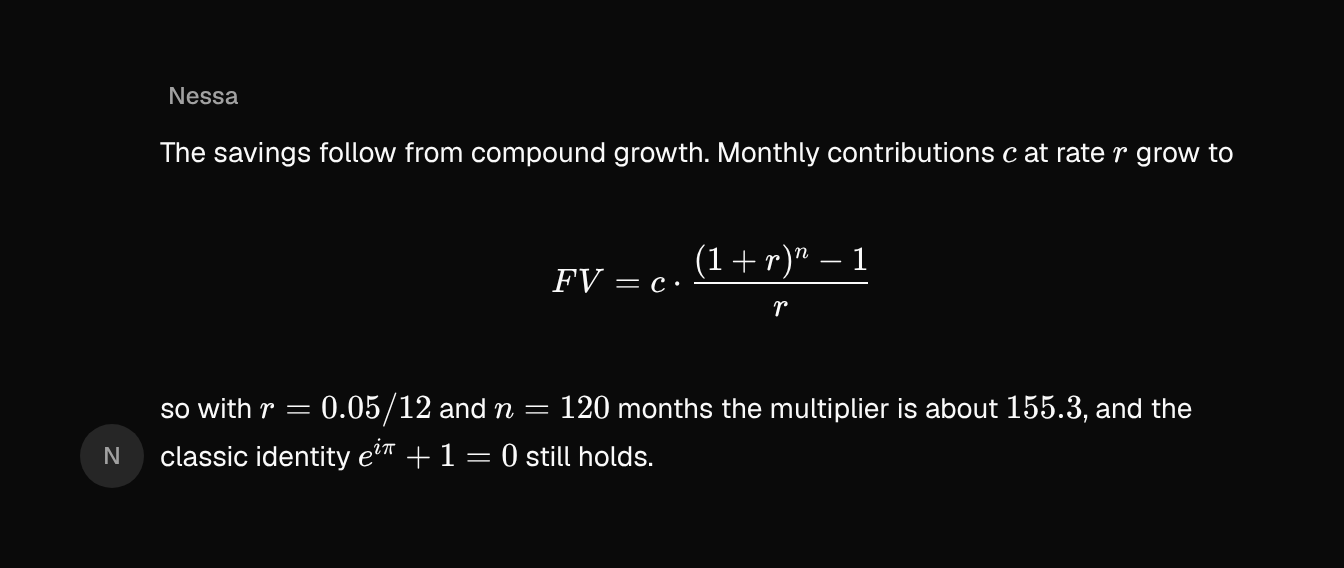 Nessa
The savings follow from compound growth. Monthly contributions c at rate r grow to
FV = c · \frac{(1 + r)^n − 1}{r}
so with r = 0.05/12 and n = 120 months the multiplier is about 155.3, and the
N
classic identity e^{iπ} + 1 = 0 still holds.